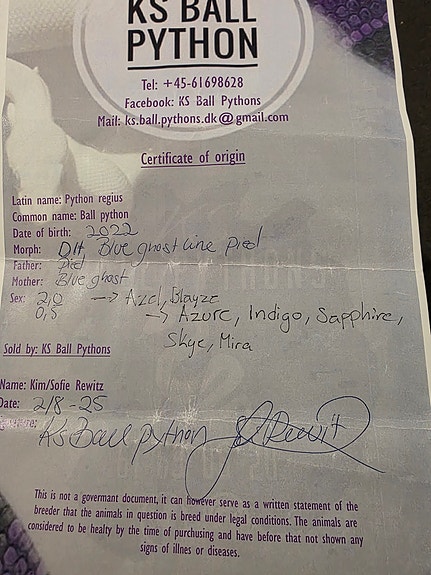 KS BALL
PYTHON
Tel: +45-61698628
Facebook: KS Ball Pythons
Mail: ks.ball.pythons.dk@gmail.com
Certificate of origin
Latin name: Python regius
Common name: Ball python
Date of birth: 2022
Morph: DH Blue ghost line Pied
Father: Pied
Mother: Blue ghost
Sex: 2,0 → Azel, Blayze
0,5 → Azure, Indigo, Sapphire,
Skye, Mira
Sold by: KS Ball Pythons
Name: Kim/Sofie Rewitz
Date: 2/8-25
KS Ball python
This is not a govermant document, it can however serve as a written statement of the
breeder that the animals in question is breed under legal conditions. The animals are
considered to be healty by the time of purchusing and have before that not shown any
signs of illnes or diseases.